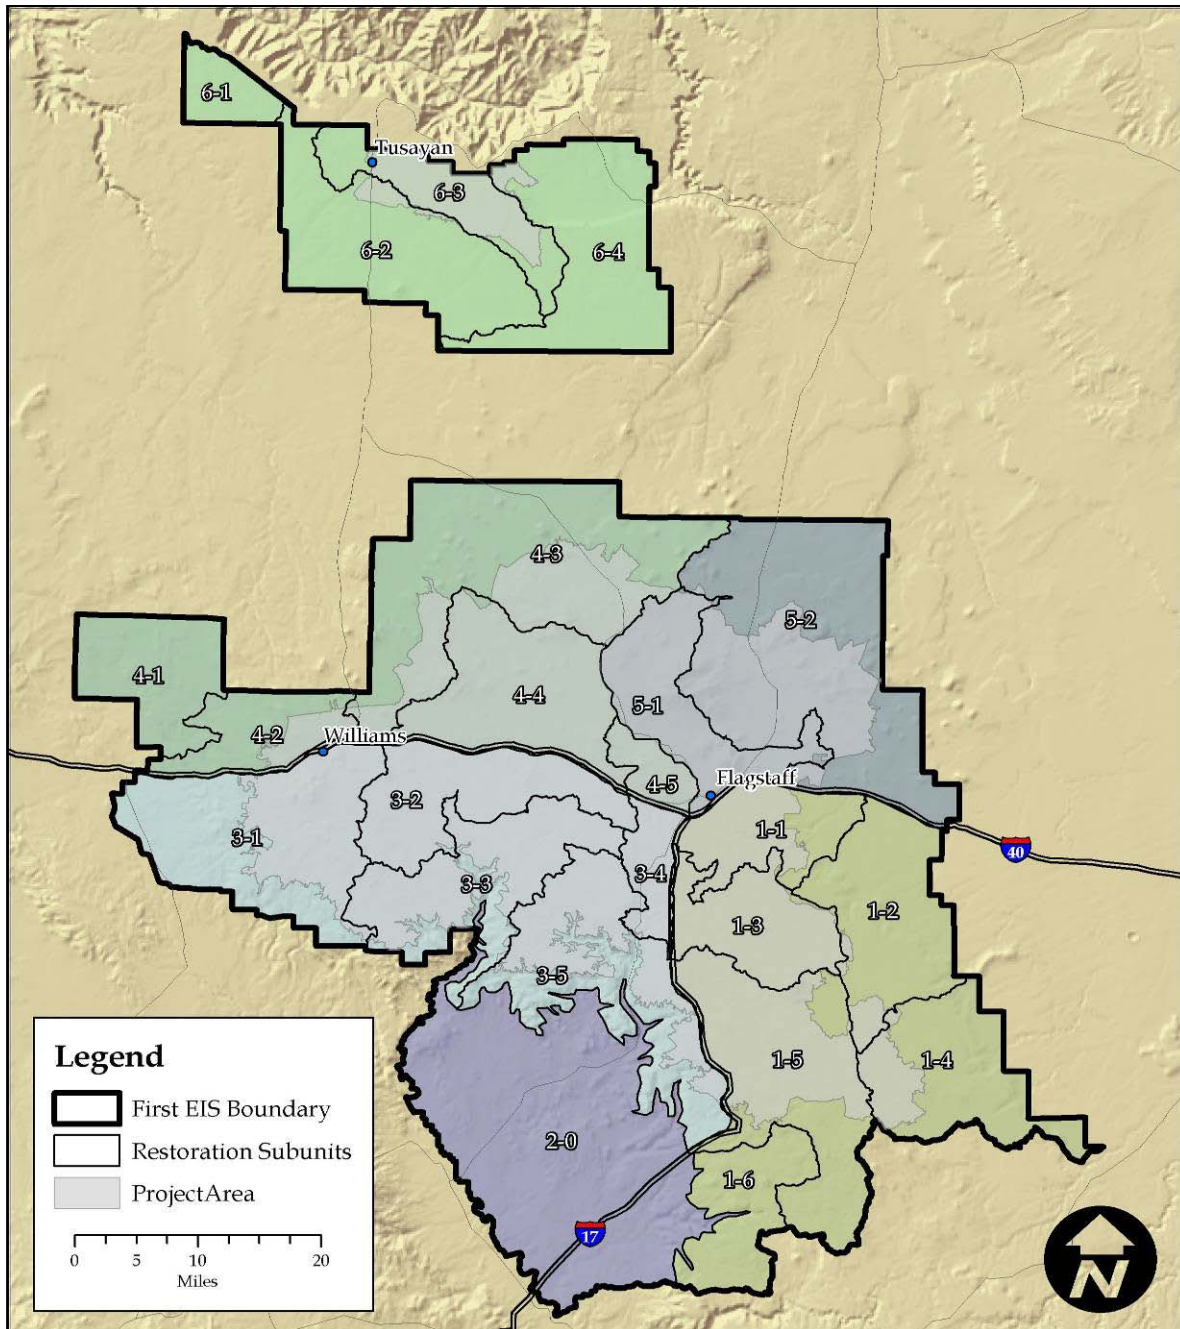 6-1
Tusayan
6-3
6-2
6-4
4-3
5-2
4-1
4-4
5-1
4-2
Williams
4-5
Flagstaff
3-2
3-1
1-1
40
3-4
3-3
1-2
1-3
3-5
1-5
1-4
2-0
1-6
17
Legend
First EIS Boundary
Restoration Subunits
ProjectArea
0 5 10 20
Miles
N